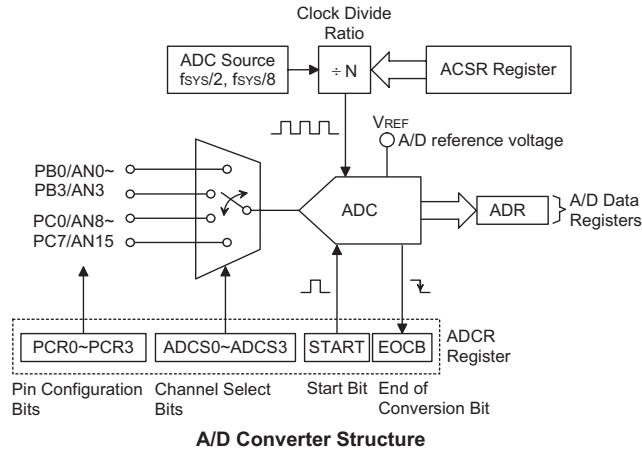 Clock Divide
Ratio
ADC Source
fSYS/2, fSYS/8
÷ N
ACSR Register
VREF
A/D reference voltage
PB0/AN0~
PB3/AN3
PC0/AN8~
PC7/AN15
ADC
ADR
A/D Data
Registers
PCR0~PCR3
ADCS0~ADCS3
START
EOCB
ADCR
Register
Pin Configuration
Bits
Channel Select
Bits
Start Bit
End of
Conversion Bit
A/D Converter Structure